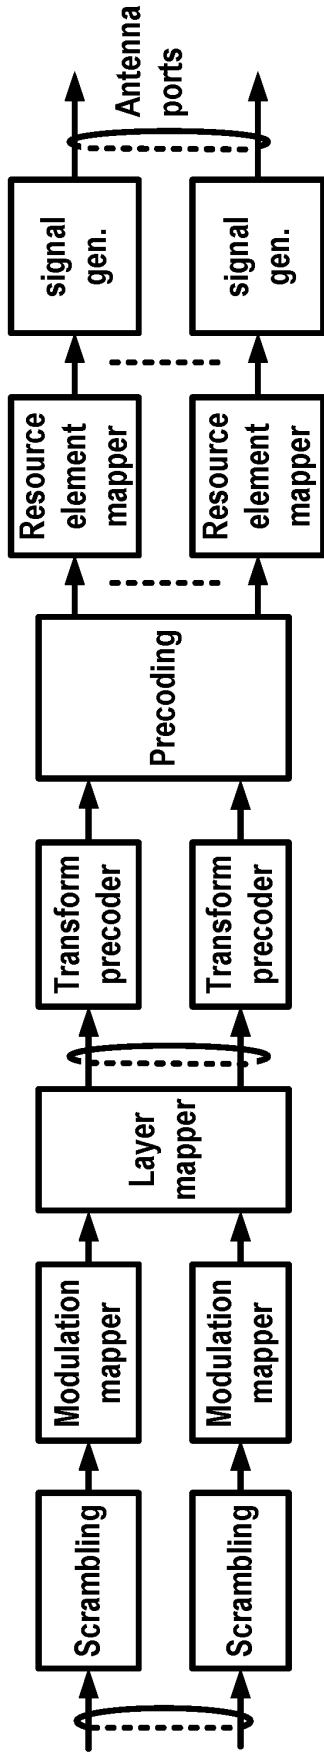 Scrambling
Modulation
mapper
Layer
mapper
Transform
precoder
Precoding
Resource
element
mapper
signal
gen.
Antenna
ports
Scrambling
Modulation
mapper
Transform
precoder
Resource
element
mapper
signal
gen.